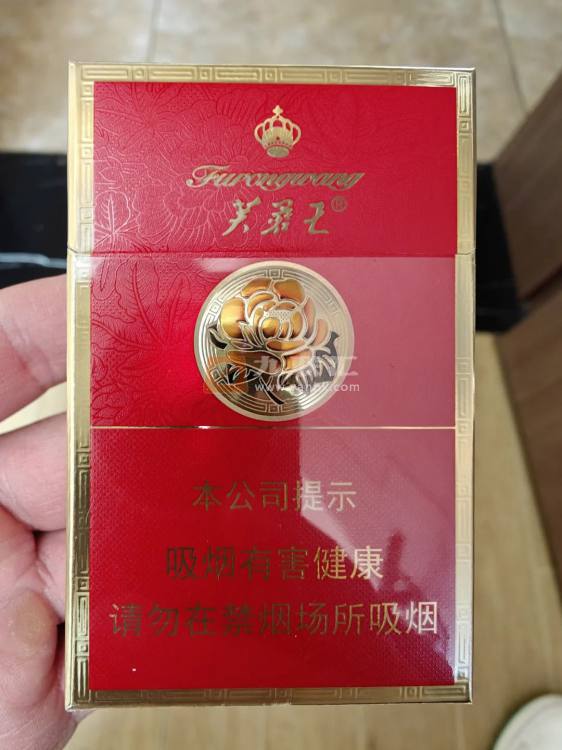 Furongwang
芙蓉王®
本公司提示
吸烟有害健康
请勿在禁烟场所吸烟